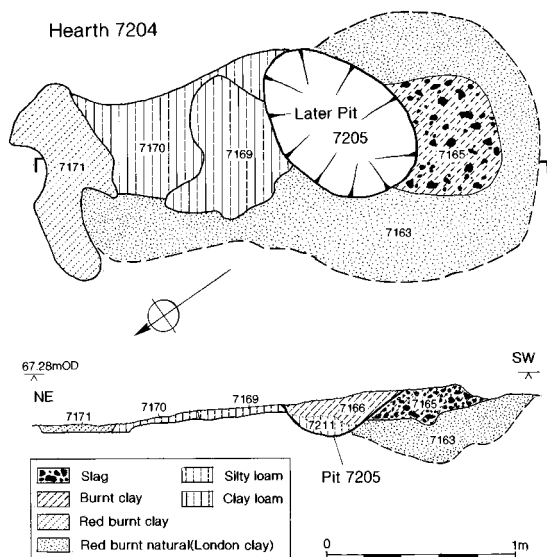 Hearth 7204
Later Pit
7205
7170
7169
7171
7165
7163
67.28mOD
SW
NE
7171
7170
7169
7166
7165
7211
7163
Pit 7205
Slag
Silty loam
Burnt clay
Clay loam
Red burnt clay
Red burnt natural(London clay)
0
1m